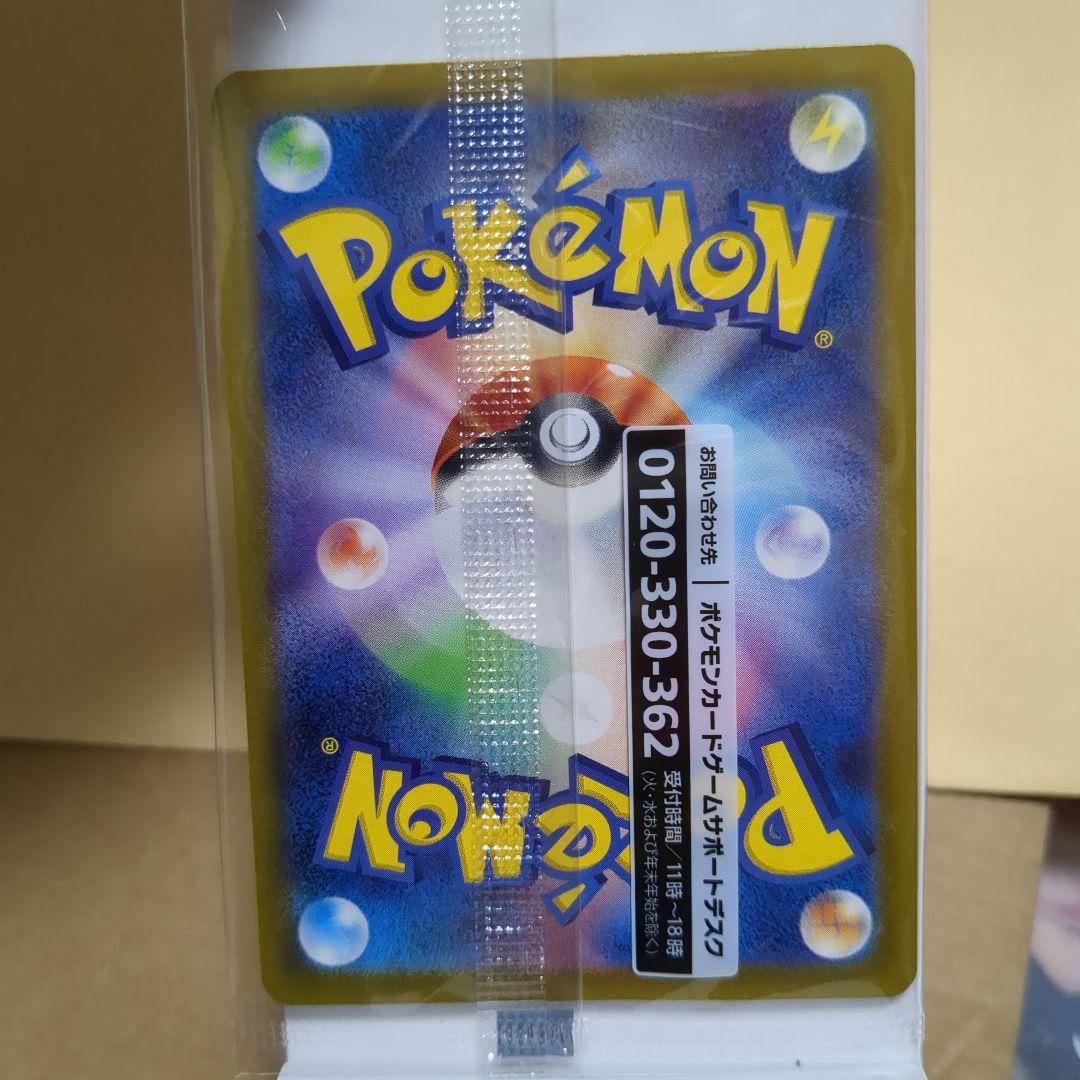 POKéMON
®
お問い合わせ先 | ポケモンカードゲームサポートデスク
0120-330-362 受付時間/11時~18時
(火・水および年末年始を除く)
POKéMON
®